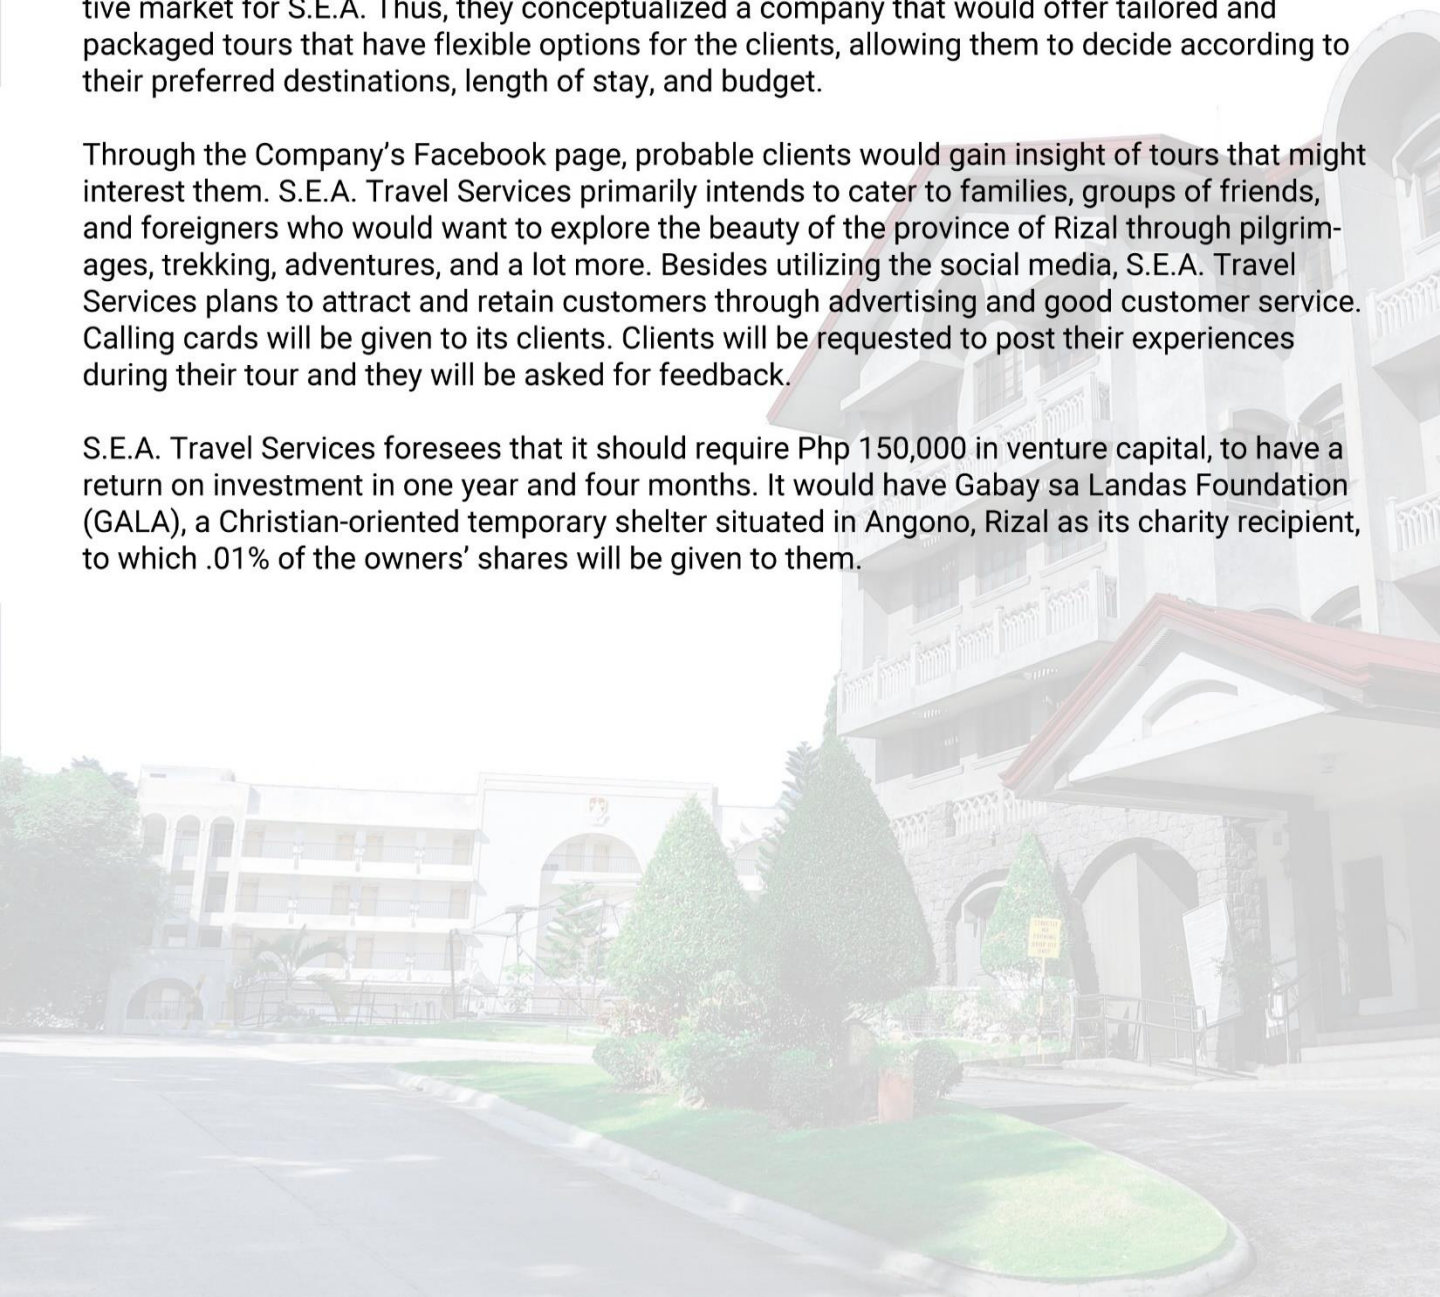 tive market for S.E.A. Thus, they conceptualized a company that would offer tailored and
packaged tours that have flexible options for the clients, allowing them to decide according to
their preferred destinations, length of stay, and budget.
Through the Company's Facebook page, probable clients would gain insight of tours that might
interest them. S.E.A. Travel Services primarily intends to cater to families, groups of friends,
and foreigners who would want to explore the beauty of the province of Rizal through pilgrim-
ages, trekking, adventures, and a lot more. Besides utilizing the social media, S.E.A. Travel
Services plans to attract and retain customers through advertising and good customer service.
Calling cards will be given to its clients. Clients will be requested to post their experiences
during their tour and they will be asked for feedback.
S.E.A. Travel Services foresees that it should require Php 150,000 in venture capital, to have a
return on investment in one year and four months. It would have Gabay sa Landas Foundation
(GALA), a Christian-oriented temporary shelter situated in Angono, Rizal as its charity recipient,
to which .01% of the owners' shares will be given to them.